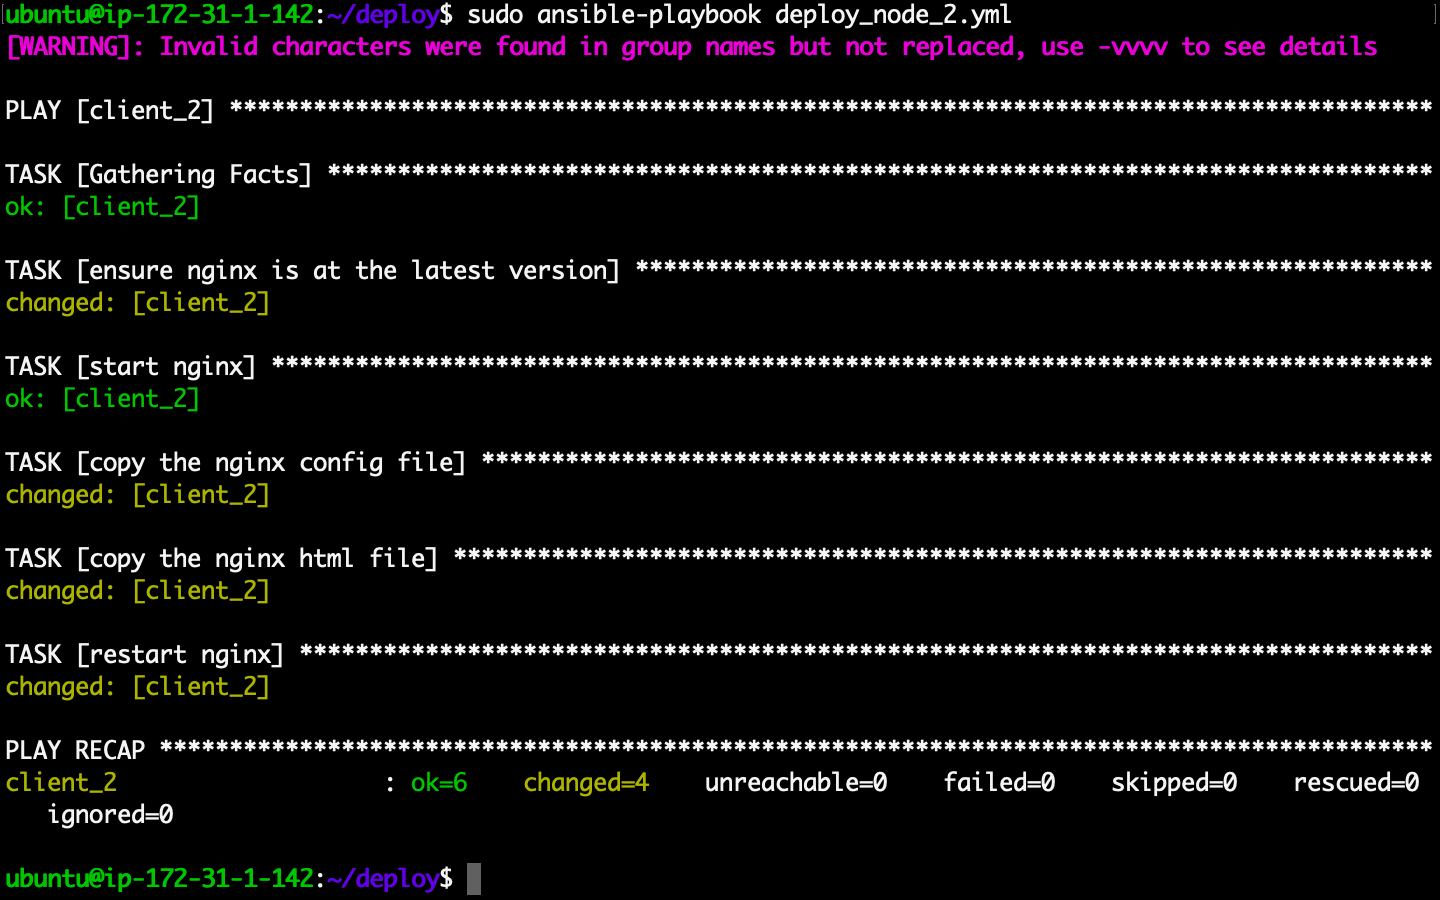 ubuntu@ip-172-31-1-142:~/deploy$ sudo ansible-playbook deploy_node_2.yml
[WARNING]: Invalid characters were found in group names but not replaced, use -vvvv to see details
PLAY [client_2] **************************************************************************************
TASK [Gathering Facts] *******************************************************************************
ok: [client_2]
TASK [ensure nginx is at the latest version] *********************************************************
changed: [client_2]
TASK [start nginx] ***********************************************************************************
ok: [client_2]
TASK [copy the nginx config file] ********************************************************************
changed: [client_2]
TASK [copy the nginx html file] **********************************************************************
changed: [client_2]
TASK [restart nginx] *********************************************************************************
changed: [client_2]
PLAY RECAP *******************************************************************************************
client_2                   : ok=6    changed=4    unreachable=0    failed=0    skipped=0    rescued=0
   ignored=0
ubuntu@ip-172-31-1-142:~/deploy$